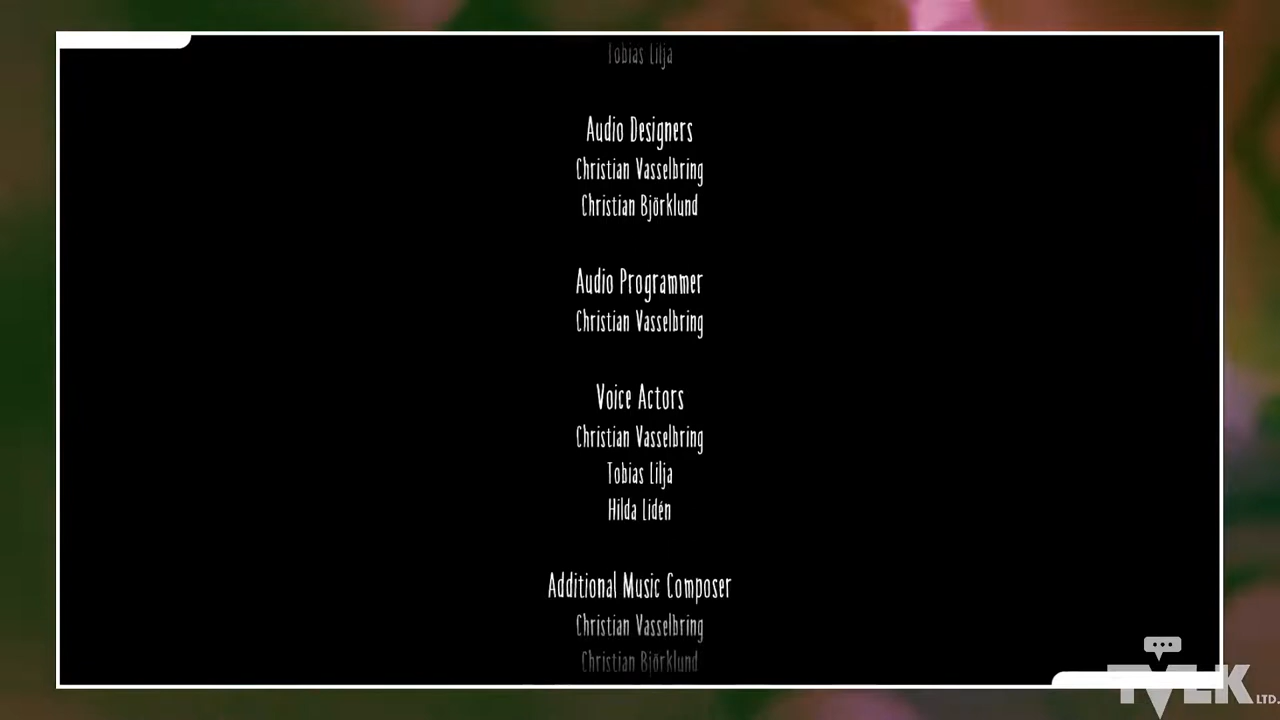 Tobias Lilja
Audio Designers
Christian Vasselbring
Christian Björklund
Audio Programmer
Christian Vasselbring
Voice Actors
Christian Vasselbring
Tobias Lilja
Hilda Lidén
Additional Music Composer
Christian Vasselbring
Christian Björklund
LTD.